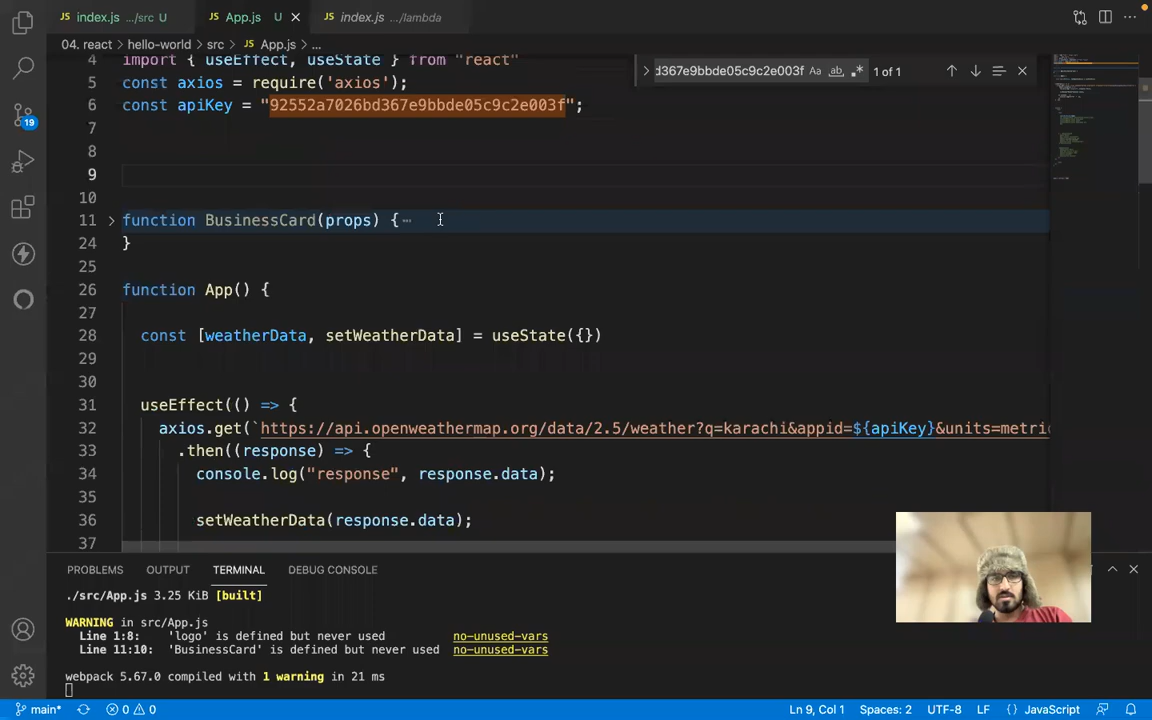 index.js .../src U
App.js U
index.js .../lambda
04. react > hello-world > src > App.js > ...
d367e9bbde05c9c2e003f Aa ab .* 1 of 1
4 import { useEffect, useState } from "react"
5 const axios = require('axios');
6 const apiKey = "92552a7026bd367e9bbde05c9c2e003f";
7
8
9
10
11 function BusinessCard(props) {⋯
24 }
25
26 function App() {
27
28 const [weatherData, setWeatherData] = useState({})
29
30
31 useEffect(() => {
32 axios.get(`https://api.openweathermap.org/data/2.5/weather?q=karachi&appid=${apiKey}&units=metric
33 .then((response) => {
34 console.log("response", response.data);
35
36 setWeatherData(response.data);
37
19
PROBLEMS OUTPUT TERMINAL DEBUG CONSOLE
./src/App.js 3.25 KiB [built]
WARNING in src/App.js
Line 1:8: 'logo' is defined but never used no-unused-vars
Line 11:10: 'BusinessCard' is defined but never used no-unused-vars
webpack 5.67.0 compiled with 1 warning in 21 ms
main* 0 0 Ln 9, Col 1 Spaces: 2 UTF-8 LF {} JavaScript